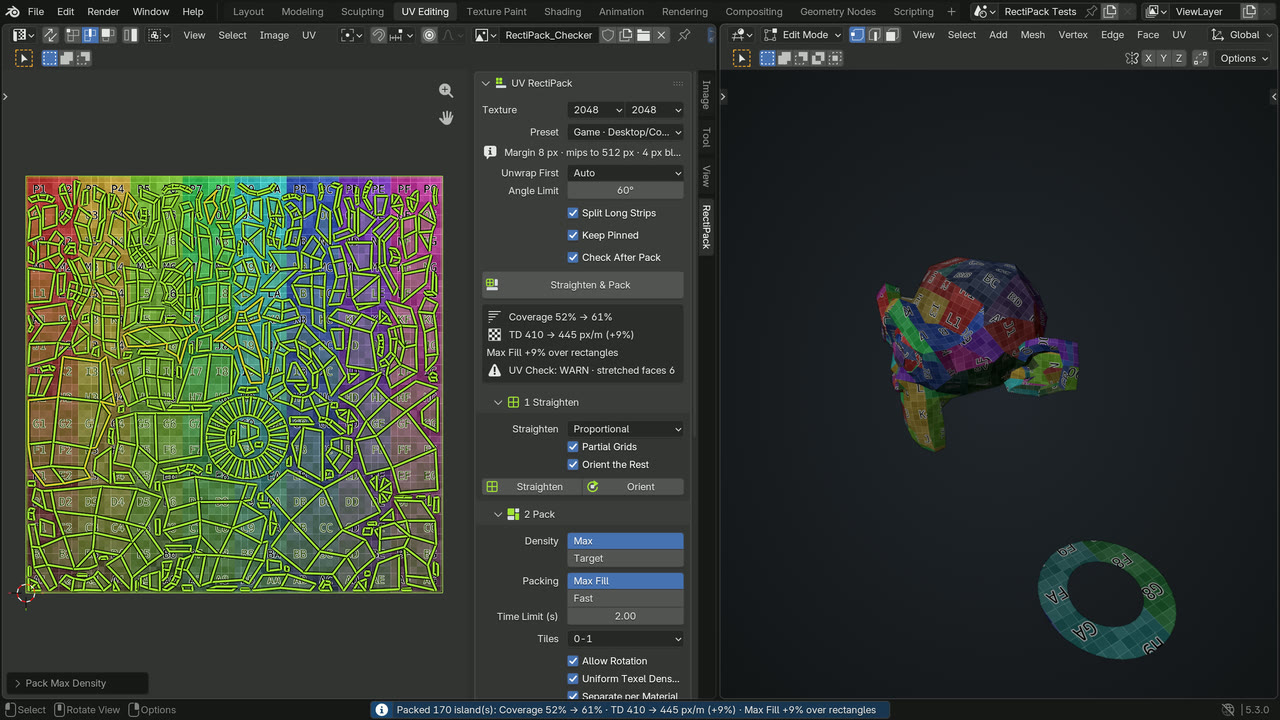 File Edit Render Window Help Layout Modeling Sculpting UV Editing Texture Paint Shading Animation Rendering Compositing Geometry Nodes Scripting + RectiPack Tests ViewLayer
View Select Image UV RectiPack_Checker
Edit Mode View Select Add Mesh Vertex Edge Face UV Global
X Y Z Options
UV RectiPack
Texture 2048 2048
Preset Game · Desktop/Co...
Margin 8 px · mips to 512 px · 4 px bl...
Unwrap First Auto
Angle Limit 60°
Split Long Strips
Keep Pinned
Check After Pack
Straighten & Pack
Coverage 52% → 61%
TD 410 → 445 px/m (+9%)
Max Fill +9% over rectangles
UV Check: WARN · stretched faces 6
1 Straighten
Straighten Proportional
Partial Grids
Orient the Rest
Straighten Orient
2 Pack
Density Max
Target
Packing Max Fill
Fast
Time Limit (s) 2.00
Tiles 0-1
Allow Rotation
Uniform Texel Dens...
Separate per Material
Image
Tool
View
RectiPack
Pack Max Density
Select Rotate View Options
Packed 170 island(s): Coverage 52% → 61% · TD 410 → 445 px/m (+9%) · Max Fill +9% over rectangles
5.3.0